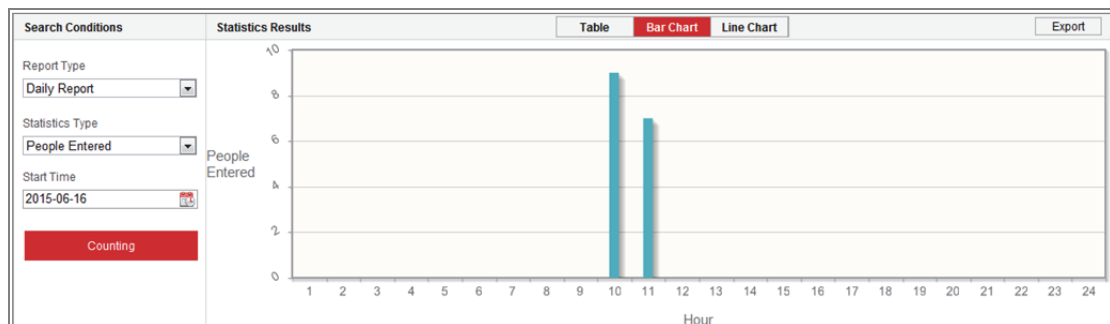 Search Conditions
Report Type
Daily Report
Statistics Type
People Entered
Start Time
2015-06-16
Counting
Statistics Results
Table Bar Chart Line Chart
Export
People
Entered
10
8
6
4
2
0
1 2 3 4 5 6 7 8 9 10 11 12 13 14 15 16 17 18 19 20 21 22 23 24
Hour